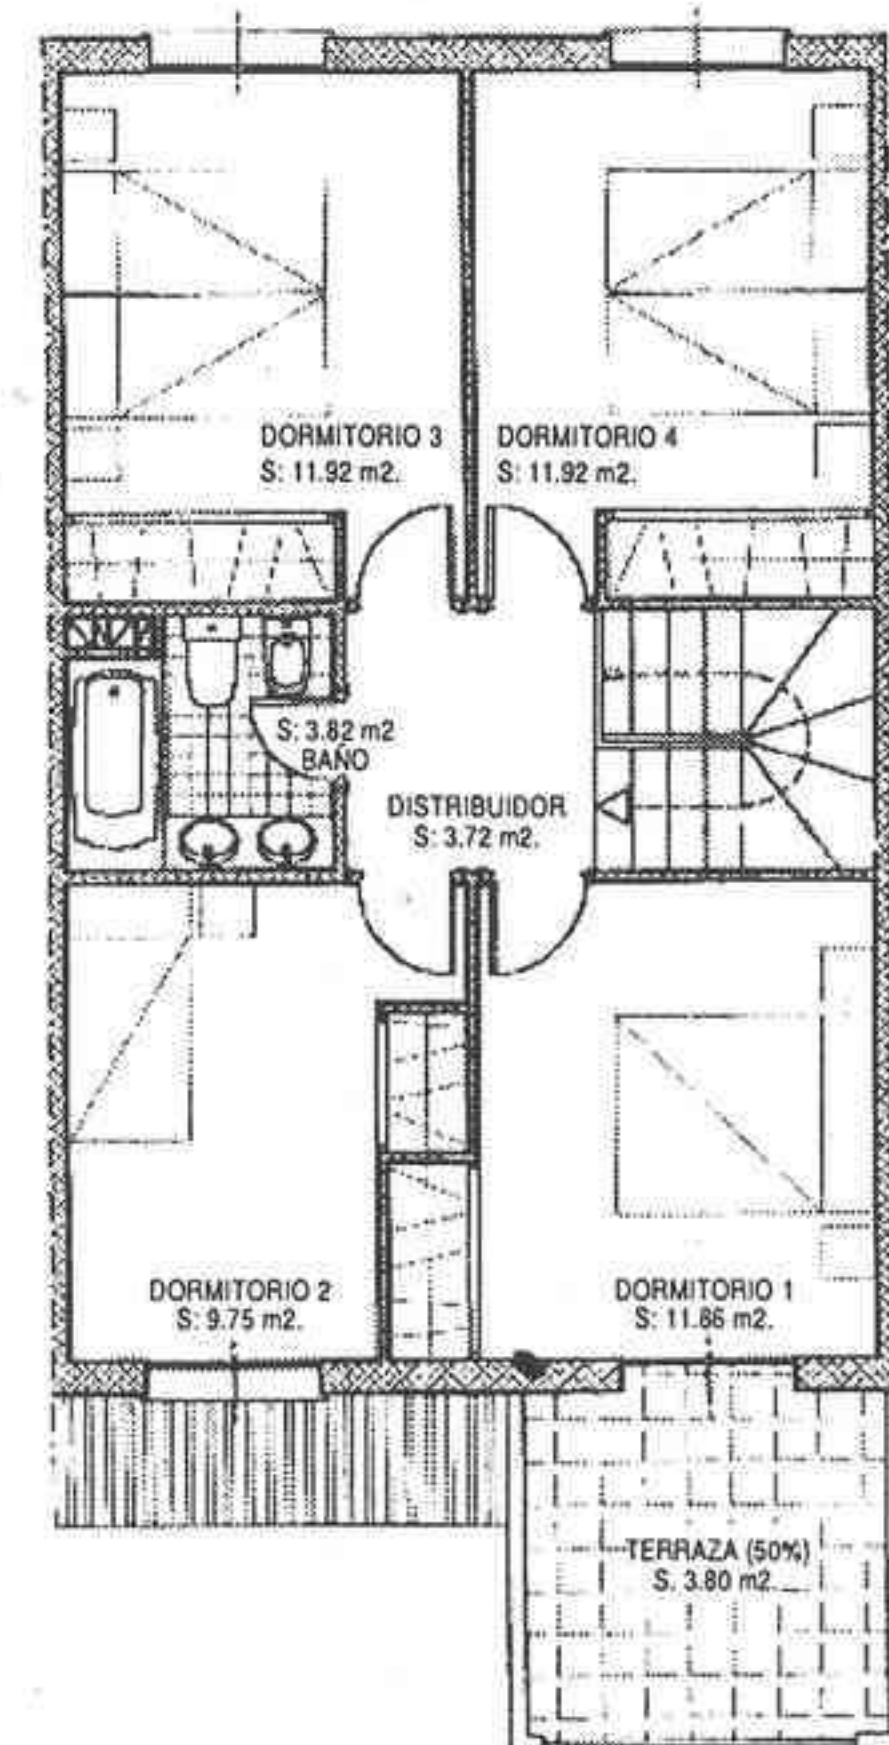 DORMITORIO 3
S: 11.92 m2.
DORMITORIO 4
S: 11.92 m2.
S: 3.82 m2
BAÑO
DISTRIBUIDOR
S: 3.72 m2.
DORMITORIO 2
S: 9.75 m2.
DORMITORIO 1
S: 11.86 m2.
TERRAZA (50%)
S. 3.80 m2.